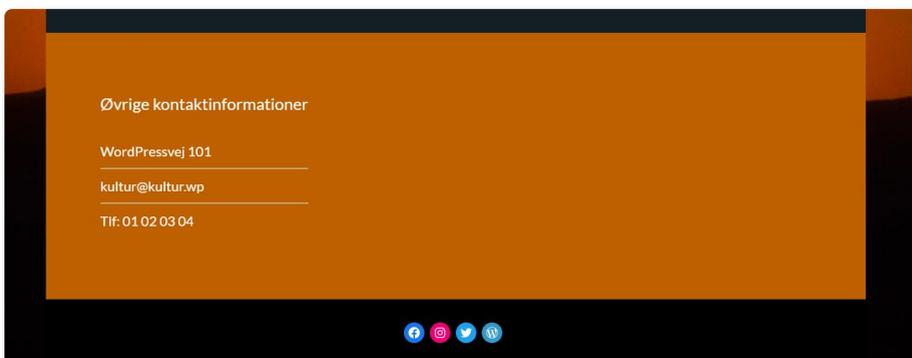 Øvrige kontaktinformationer
WordPressvej 101
kultur@kultur.wp
Tlf: 01 02 03 04